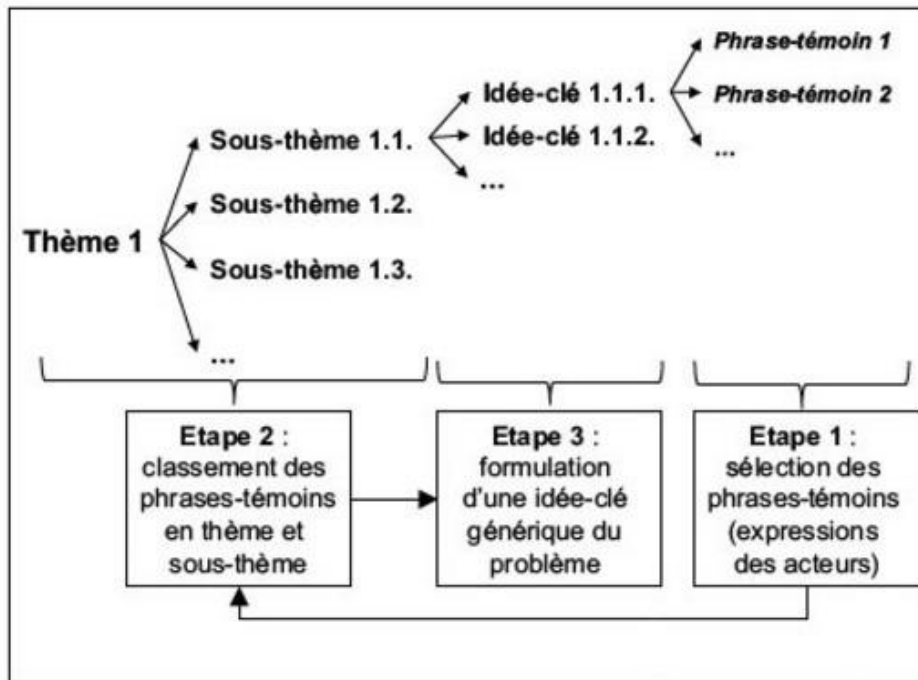 Phrase-témoin 1
Idée-clé 1.1.1.
Phrase-témoin 2
Sous-thème 1.1.
Idée-clé 1.1.2.
...
...
Sous-thème 1.2.
Thème 1
Sous-thème 1.3.
...
Etape 2 :
classement des
phrases-témoins
en thème et
sous-thème
Etape 3 :
formulation
d'une idée-clé
générique du
problème
Etape 1 :
sélection des
phrases-témoins
(expressions
des acteurs)